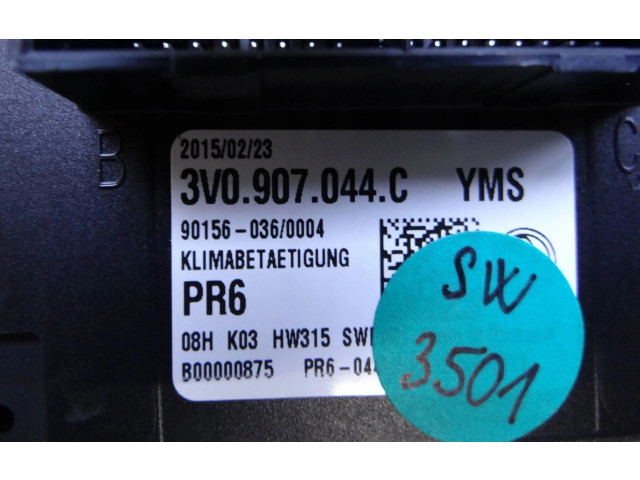 B
C
2015/02/23
3V0.907.044.C YMS
90156-036/0004
KLIMABETAETIGUNG
PR6
08H K03 HW315
B00000875
SW
3501